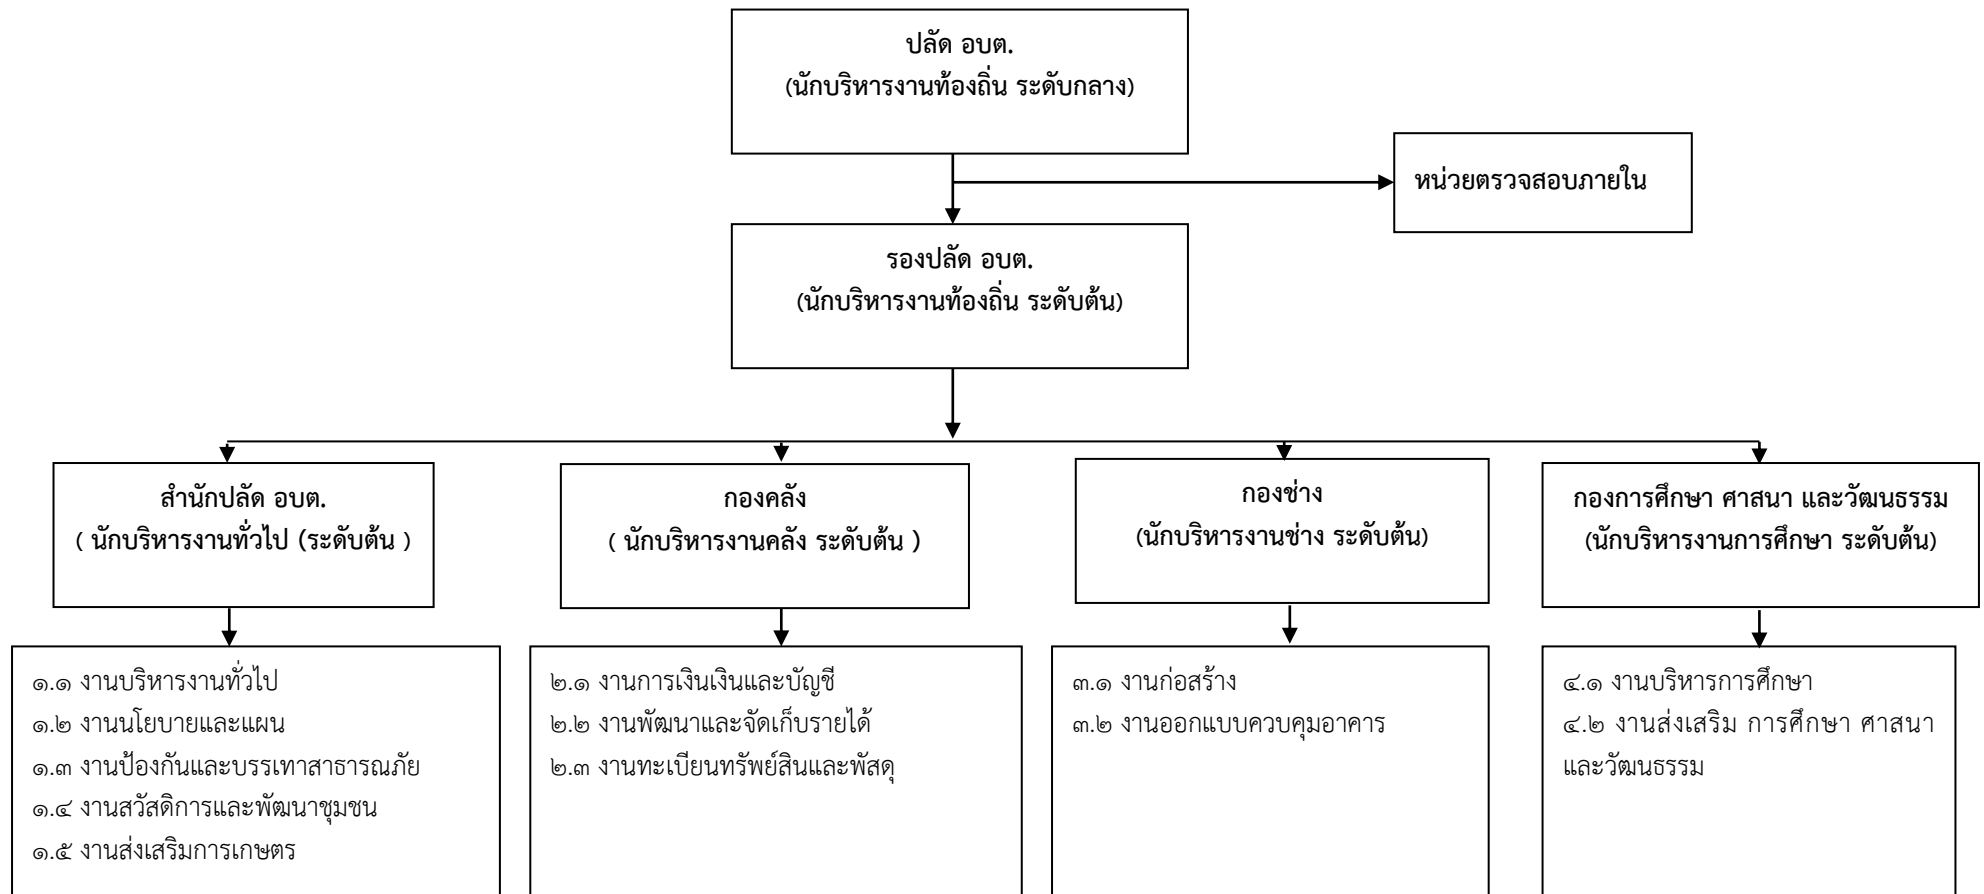 ปลัด อบต.
(นักบริหารงานท้องถิ่น ระดับกลาง)
หน่วยตรวจสอบภายใน
รองปลัด อบต.
(นักบริหารงานท้องถิ่น ระดับต้น)
สำนักปลัด อบต.
( นักบริหารงานทั่วไป (ระดับต้น )
กองคลัง
( นักบริหารงานคลัง ระดับต้น )
กองช่าง
(นักบริหารงานช่าง ระดับต้น)
กองการศึกษา ศาสนา และวัฒนธรรม
(นักบริหารงานการศึกษา ระดับต้น)
๑.๑ งานบริหารงานทั่วไป
๑.๒ งานนโยบายและแผน
๑.๓ งานป้องกันและบรรเทาสาธารณภัย
๑.๔ งานสวัสดิการและพัฒนาชุมชน
๑.๕ งานส่งเสริมการเกษตร
๒.๑ งานการเงินเงินและบัญชี
๒.๒ งานพัฒนาและจัดเก็บรายได้
๒.๓ งานทะเบียนทรัพย์สินและพัสดุ
๓.๑ งานก่อสร้าง
๓.๒ งานออกแบบควบคุมอาคาร
๔.๑ งานบริหารการศึกษา
๔.๒ งานส่งเสริม การศึกษา ศาสนา
และวัฒนธรรม